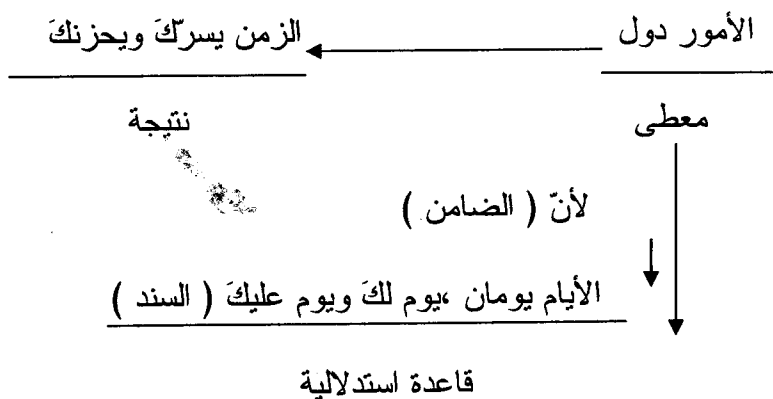 الأمور دول الزمن يسرّكَ ويحزنكَ
معطى نتيجة
لأنّ ( الضامن )
الأيام يومان ،يوم لكَ ويوم عليكَ ( السند )
قاعدة استدلالية